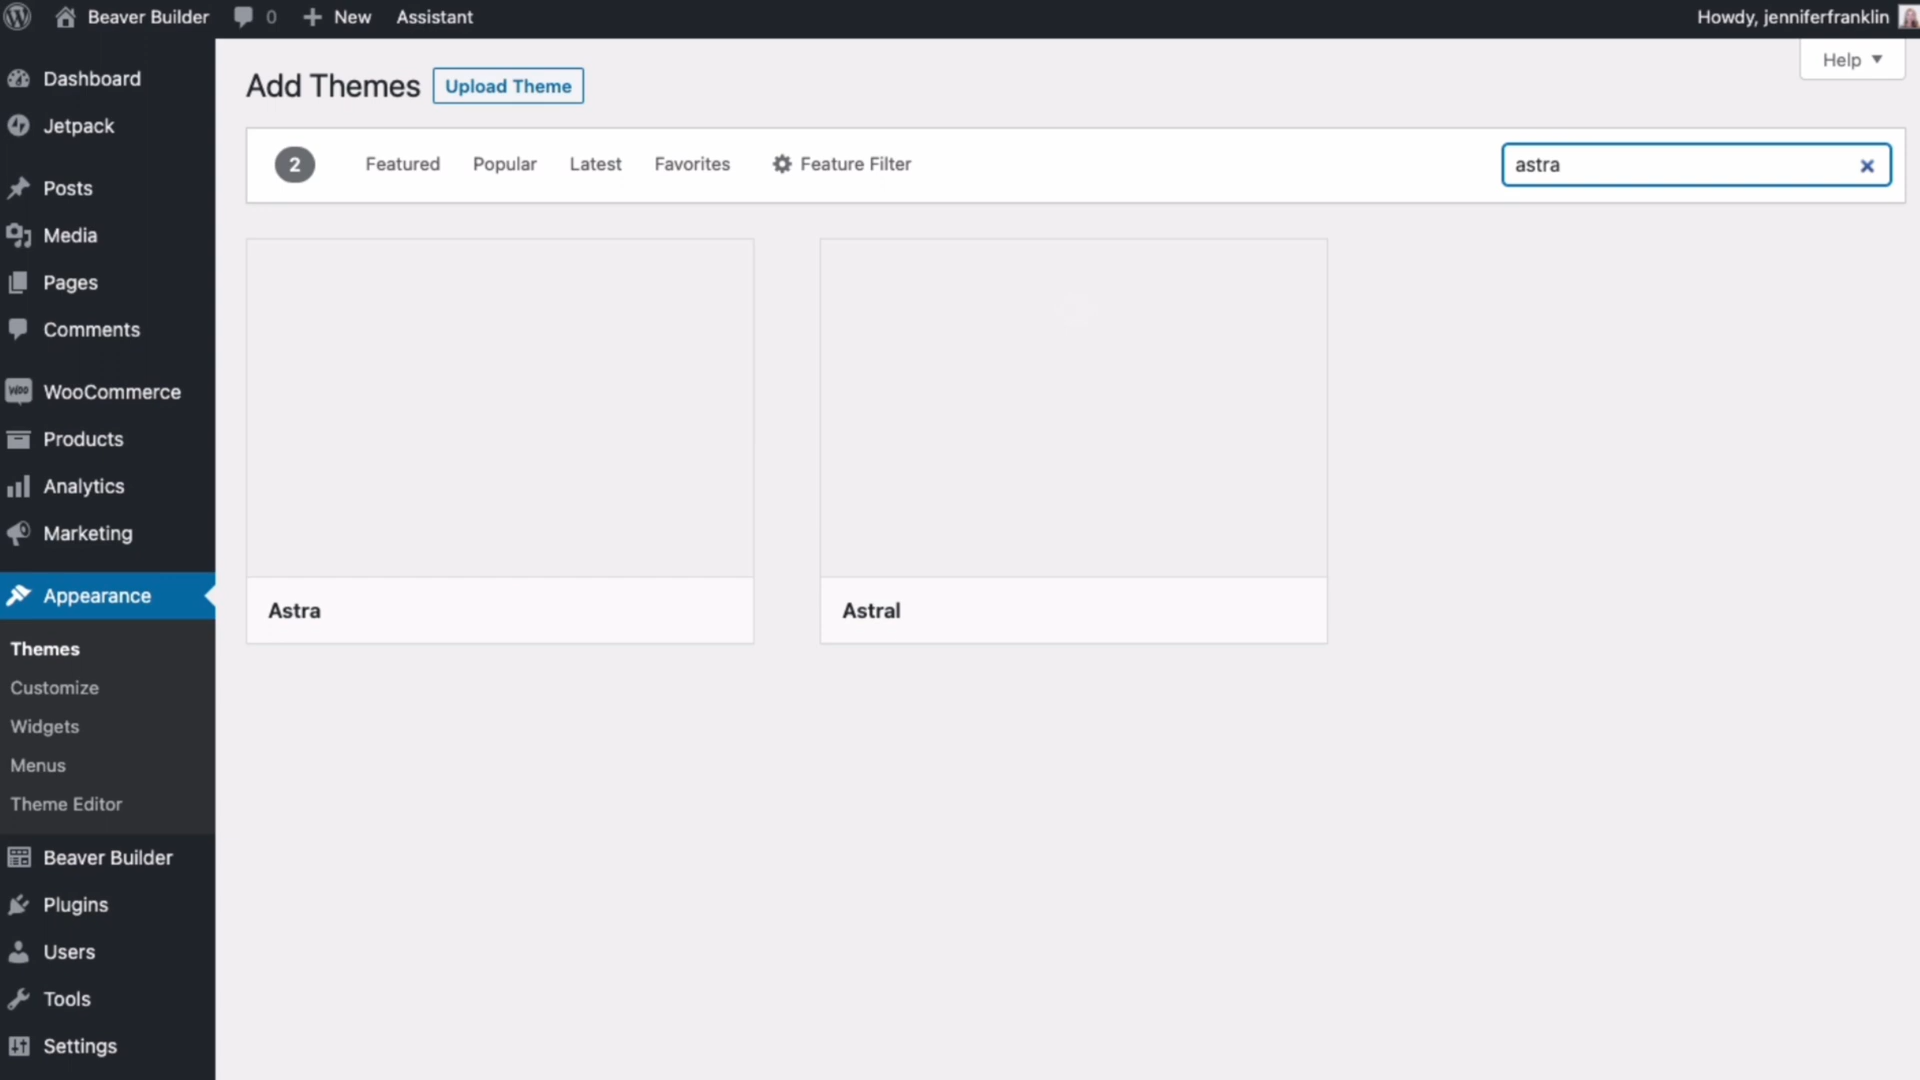 Beaver Builder
0
New
Assistant
Howdy, jenniferfranklin
Help
Dashboard
Jetpack
Posts
Media
Pages
Comments
WooCommerce
Products
Analytics
Marketing
Appearance
Themes
Customize
Widgets
Menus
Theme Editor
Beaver Builder
Plugins
Users
Tools
Settings
Add Themes
Upload Theme
2
Featured
Popular
Latest
Favorites
Feature Filter
astra
Astra
Astral